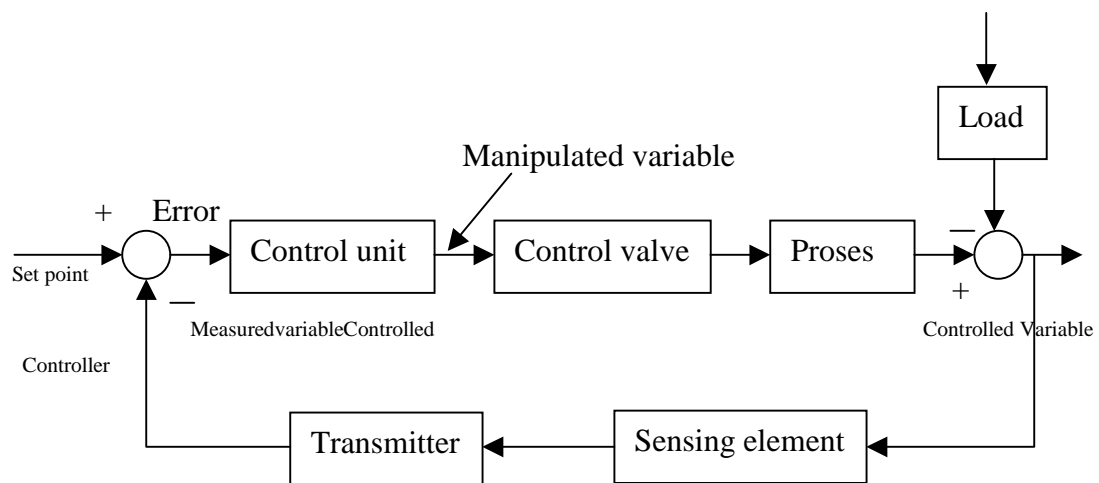 Load
Manipulated variable
+
Error
Control unit
Control valve
Proses
−
Set point
−
+
MeasuredvariableControlled
Controlled Variable
Controller
Transmitter
Sensing element